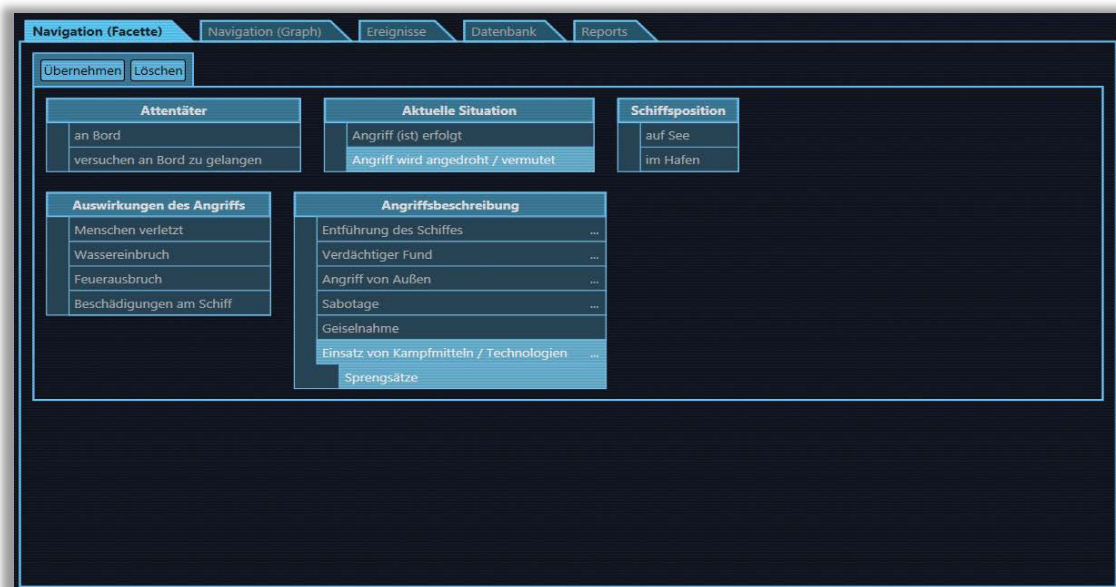 Navigation (Facette) Navigation (Graph) Ereignisse Datenbank Reports
Übernehmen Löschen
Attentäter
an Bord
versuchen an Bord zu gelangen
Aktuelle Situation
Angriff (ist) erfolgt
Angriff wird angedroht / vermutet
Schiffsposition
auf See
im Hafen
Auswirkungen des Angriffs
Menschen verletzt
Wassereinbruch
Feuerausbruch
Beschädigungen am Schiff
Angriffsbeschreibung
Entführung des Schiffes ...
Verdächtiger Fund ...
Angriff von Außen ...
Sabotage ...
Geiselnahme
Einsatz von Kampfmitteln / Technologien ...
Sprengsätze